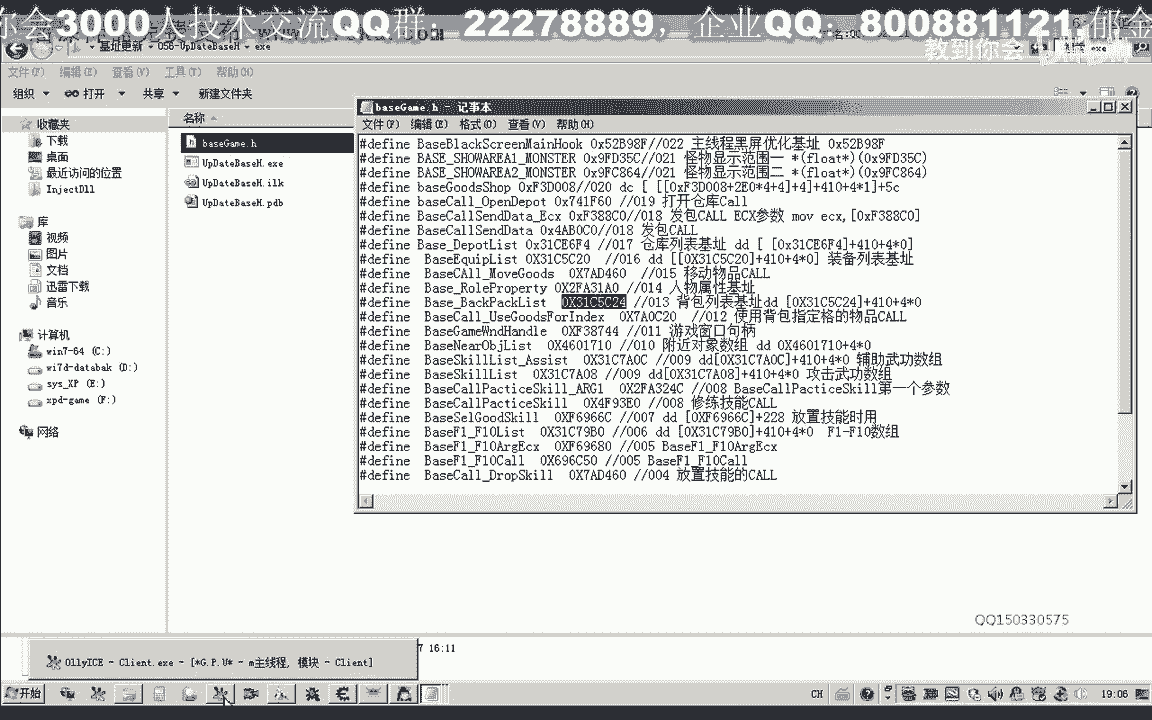 你会3000人技术交流QQ群：22278889，企业QQ：800881121,郁金
教到你会
基址更新 056-UpDateBaseH exe
文件(F) 编辑(E) 查看(V) 工具(T) 帮助(H)
组织 打开 共享 新建文件夹
收藏夹
下载
桌面
最近访问的位置
InjectDll
库
视频
图片
文档
迅雷下载
音乐
计算机
win7-64 (C:)
wi7d-databak (D:)
sys_XP (E:)
xpd-game (F:)
网络
名称
baseGame.h
UpDateBaseH.exe
UpDateBaseH.ilk
UpDateBaseH.pdb
baseGame.h - 记事本
文件(F) 编辑(E) 格式(O) 查看(V) 帮助(H)
#define BaseBlackScreenMainHook 0x52B98F//022 主线程黑屏优化基址 0x52B98F
#define BASE_SHOWAREA1_MONSTER 0x9FD35C//021 怪物显示范围一 *(float*)(0x9FD35C)
#define BASE_SHOWAREA2_MONSTER 0x9FC864//021 怪物显示范围二 *(float*)(0x9FC864)
#define baseGoodsShop 0xF3D008//020 dc [ [[0xF3D008+2E0*4+4]+4]+410+4*1]+5c
#define baseCall_OpenDepot 0x741F60 //019 打开仓库Call
#define BaseCallSendData_Ecx 0xF388C0//018 发包CALL ECX参数 mov ecx,[0xF388C0]
#define BaseCallSendData 0x4AB0C0//018 发包CALL
#define Base_DepotList 0x31CE6F4 //017 仓库列表基址 dd [ [0x31CE6F4]+410+4*0]
#define BaseEquipList 0X31C5C20 //016 dd [[0X31C5C20]+410+4*0] 装备列表基址
#define BaseCAll_MoveGoods 0X7AD460 //015 移动物品CALL
#define Base_RoleProperty 0X2FA31A0 //014 人物属性基址
#define Base_BackPackList 0X31C5C24 //013 背包列表基址dd [0X31C5C24]+410+4*0
#define BaseCall_UseGoodsForIndex 0X7A0C20 //012 使用背包指定格的物品CALL
#define BaseGameWndHandle 0XF38744 //011 游戏窗口句柄
#define BaseNearObjList 0X4601710 //010 附近对象数组 dd 0X4601710+4*0
#define BaseSkillList_Assist 0X31C7A0C //009 dd[0X31C7A0C]+410+4*0 辅助武功数组
#define BaseSkillList 0X31C7A08 //009 dd[0X31C7A08]+410+4*0 攻击武功数组
#define BaseCallPacticeSkill_ARG1 0X2FA324C //008 BaseCallPacticeSkill第一个参数
#define BaseCallPacticeSkill 0X4F93E0 //008 修练技能CALL
#define BaseSelGoodSkill 0XF6966C //007 dd [0XF6966C]+228 放置技能时用
#define BaseF1_F10List 0X31C79B0 //006 dd [0X31C79B0]+410+4*0 F1-F10数组
#define BaseF1_F10ArgEcx 0XF69680 //005 BaseF1_F10ArgEcx
#define BaseF1_F10Call 0X696C50 //005 BaseF1_F10Call
#define BaseCall_DropSkill 0X7AD460 //004 放置技能的CALL
QQ150330575
7 16:11
OllyICE - Client.exe - [*G.P.U* - m主线程, 模块 - Client]
开始
CH
19:06